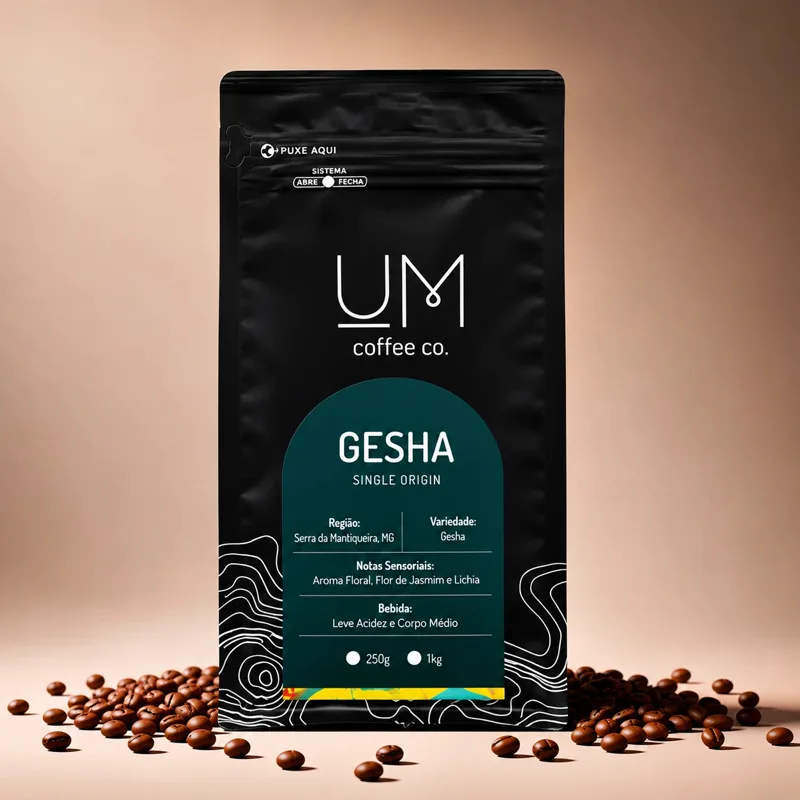 PUXE AQUI
SISTEMA
ABRE FECHA
UM
coffee co.
GESHA
SINGLE ORIGIN
Região:
Serra da Mantiqueira, MG
Variedade:
Gesha
Notas Sensoriais:
Aroma Floral, Flor de Jasmim e Lichia
Bebida:
Leve Acidez e Corpo Médio
250g 1kg